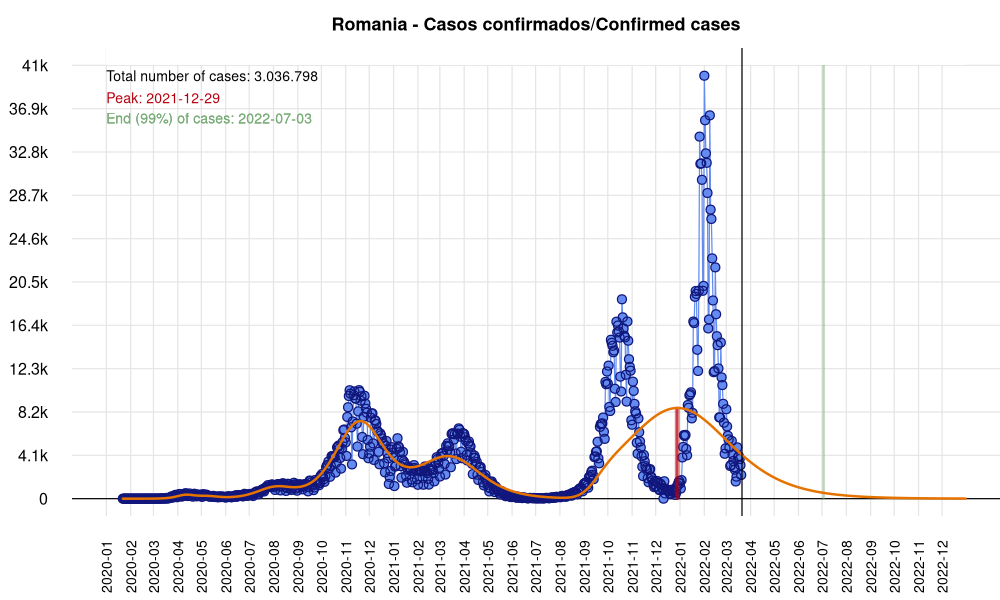 Romania - Casos confirmados/Confirmed cases
Total number of cases: 3.036.798
Peak: 2021-12-29
End (99%) of cases: 2022-07-03
41k
36.9k
32.8k
28.7k
24.6k
20.5k
16.4k
12.3k
8.2k
4.1k
0
2020-01
2020-02
2020-03
2020-04
2020-05
2020-06
2020-07
2020-08
2020-09
2020-10
2020-11
2020-12
2021-01
2021-02
2021-03
2021-04
2021-05
2021-06
2021-07
2021-08
2021-09
2021-10
2021-11
2021-12
2022-01
2022-02
2022-03
2022-04
2022-05
2022-06
2022-07
2022-08
2022-09
2022-10
2022-11
2022-12